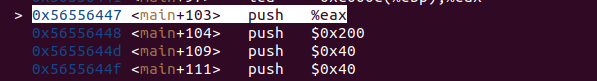 > 0x56556447 <main+103> push %eax
0x56556448 <main+104> push $0x200
0x5655644d <main+109> push $0x40
0x5655644f <main+111> push $0x40